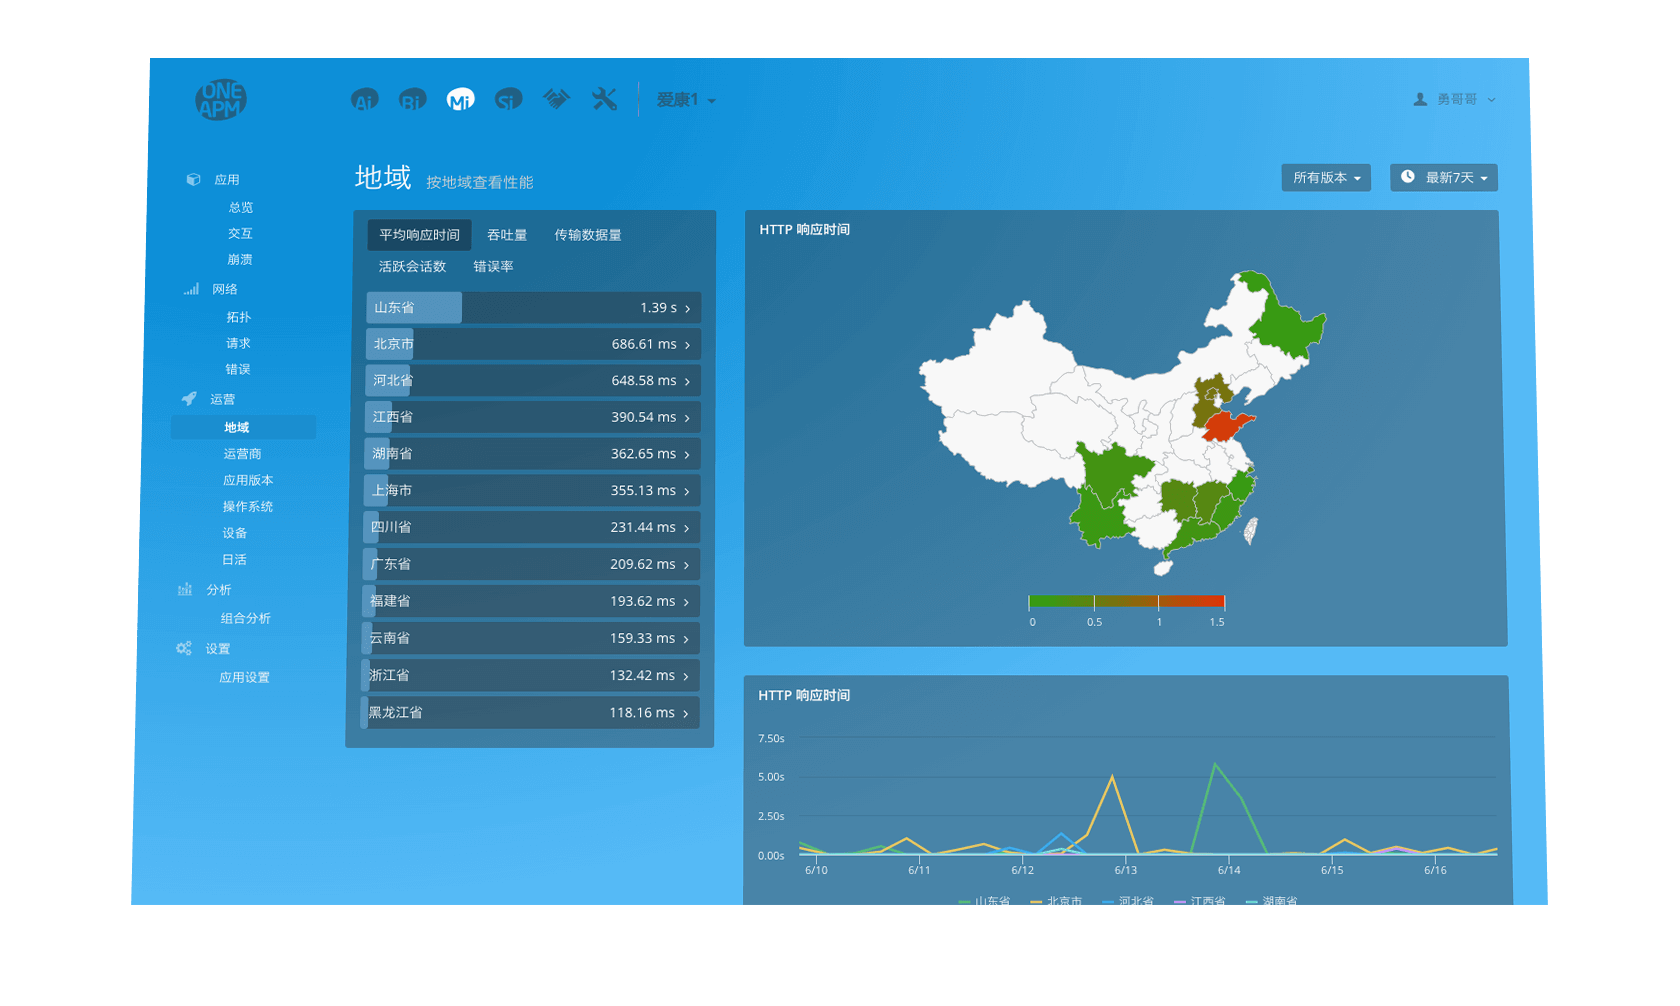 ONE
APM
Ai Bi Mi Si 爱康1
勇哥哥
应用
总览
交互
崩溃
网络
拓扑
请求
错误
运营
地域
运营商
应用版本
操作系统
设备
日活
分析
组合分析
设置
应用设置
地域 按地域查看性能
所有版本 最新7天
平均响应时间 吞吐量 传输数据量
活跃会话数 错误率
山东省 1.39 s
北京市 686.61 ms
河北省 648.58 ms
江西省 390.54 ms
湖南省 362.65 ms
上海市 355.13 ms
四川省 231.44 ms
广东省 209.62 ms
福建省 193.62 ms
云南省 159.33 ms
浙江省 132.42 ms
黑龙江省 118.16 ms
HTTP 响应时间
0 0.5 1 1.5
HTTP 响应时间
7.50s
5.00s
2.50s
0.00s
6/10 6/11 6/12 6/13 6/14 6/15 6/16
山东省 北京市 河北省 江西省 湖南省